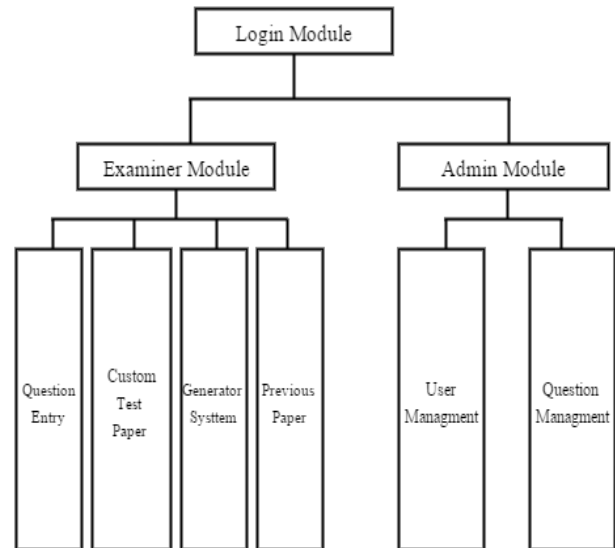 Login Module
Examiner Module
Admin Module
Question
Entry
Custom
Test
Paper
Generator
Systtem
Previous
Paper
User
Managment
Question
Managment